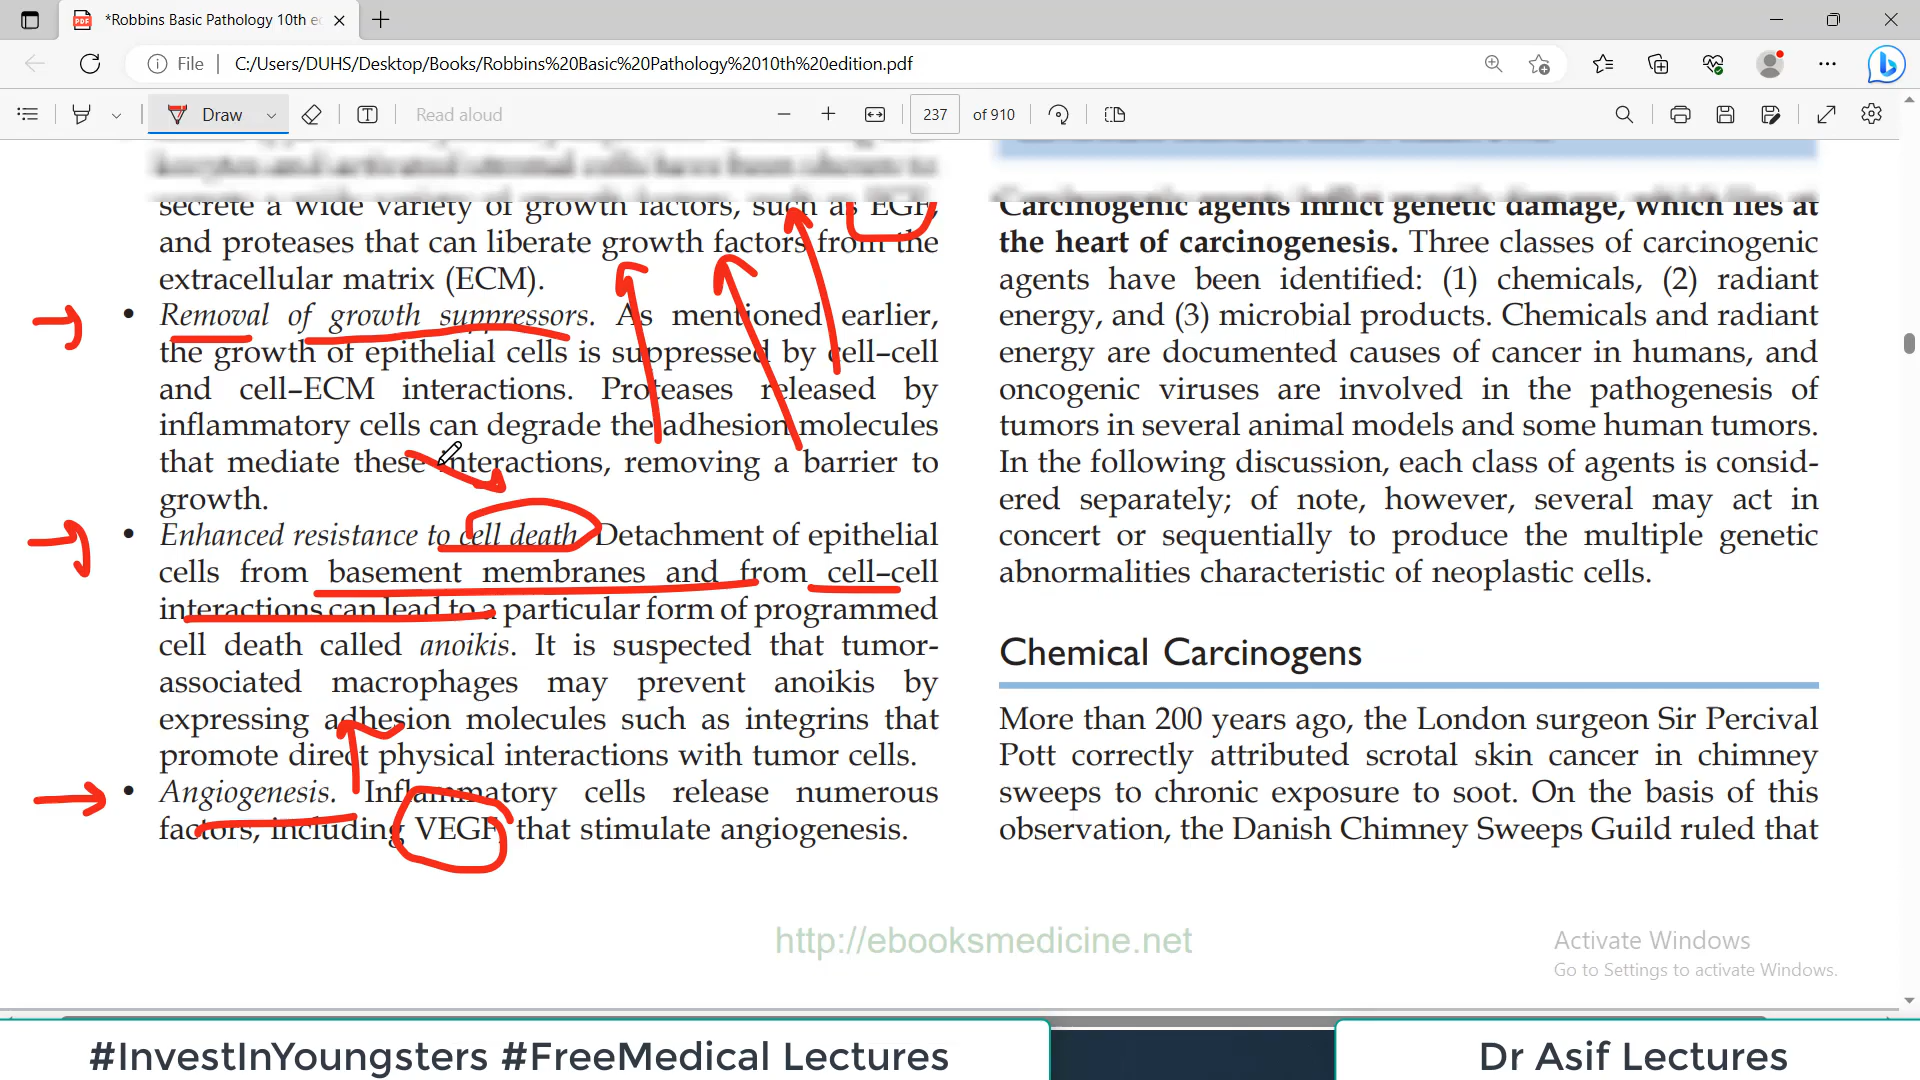 *Robbins Basic Pathology 10th e
File
C:/Users/DUHS/Desktop/Books/Robbins%20Basic%20Pathology%2010th%20edition.pdf
Draw
Read aloud
237 of 910
secrete a wide variety of growth factors, such as EGF,
and proteases that can liberate growth factors from the
extracellular matrix (ECM).
• Removal of growth suppressors. As mentioned earlier,
the growth of epithelial cells is suppressed by cell–cell
and cell–ECM interactions. Proteases released by
inflammatory cells can degrade the adhesion molecules
that mediate these interactions, removing a barrier to
growth.
• Enhanced resistance to cell death. Detachment of epithelial
cells from basement membranes and from cell–cell
interactions can lead to a particular form of programmed
cell death called anoikis. It is suspected that tumor-
associated macrophages may prevent anoikis by
expressing adhesion molecules such as integrins that
promote direct physical interactions with tumor cells.
• Angiogenesis. Inflammatory cells release numerous
factors, including VEGF, that stimulate angiogenesis.
Carcinogenic agents inflict genetic damage, which lies at
the heart of carcinogenesis. Three classes of carcinogenic
agents have been identified: (1) chemicals, (2) radiant
energy, and (3) microbial products. Chemicals and radiant
energy are documented causes of cancer in humans, and
oncogenic viruses are involved in the pathogenesis of
tumors in several animal models and some human tumors.
In the following discussion, each class of agents is consid-
ered separately; of note, however, several may act in
concert or sequentially to produce the multiple genetic
abnormalities characteristic of neoplastic cells.
Chemical Carcinogens
More than 200 years ago, the London surgeon Sir Percival
Pott correctly attributed scrotal skin cancer in chimney
sweeps to chronic exposure to soot. On the basis of this
observation, the Danish Chimney Sweeps Guild ruled that
http://ebooksmedicine.net
Activate Windows
Go to Settings to activate Windows.
#InvestInYoungsters #FreeMedical Lectures
Dr Asif Lectures